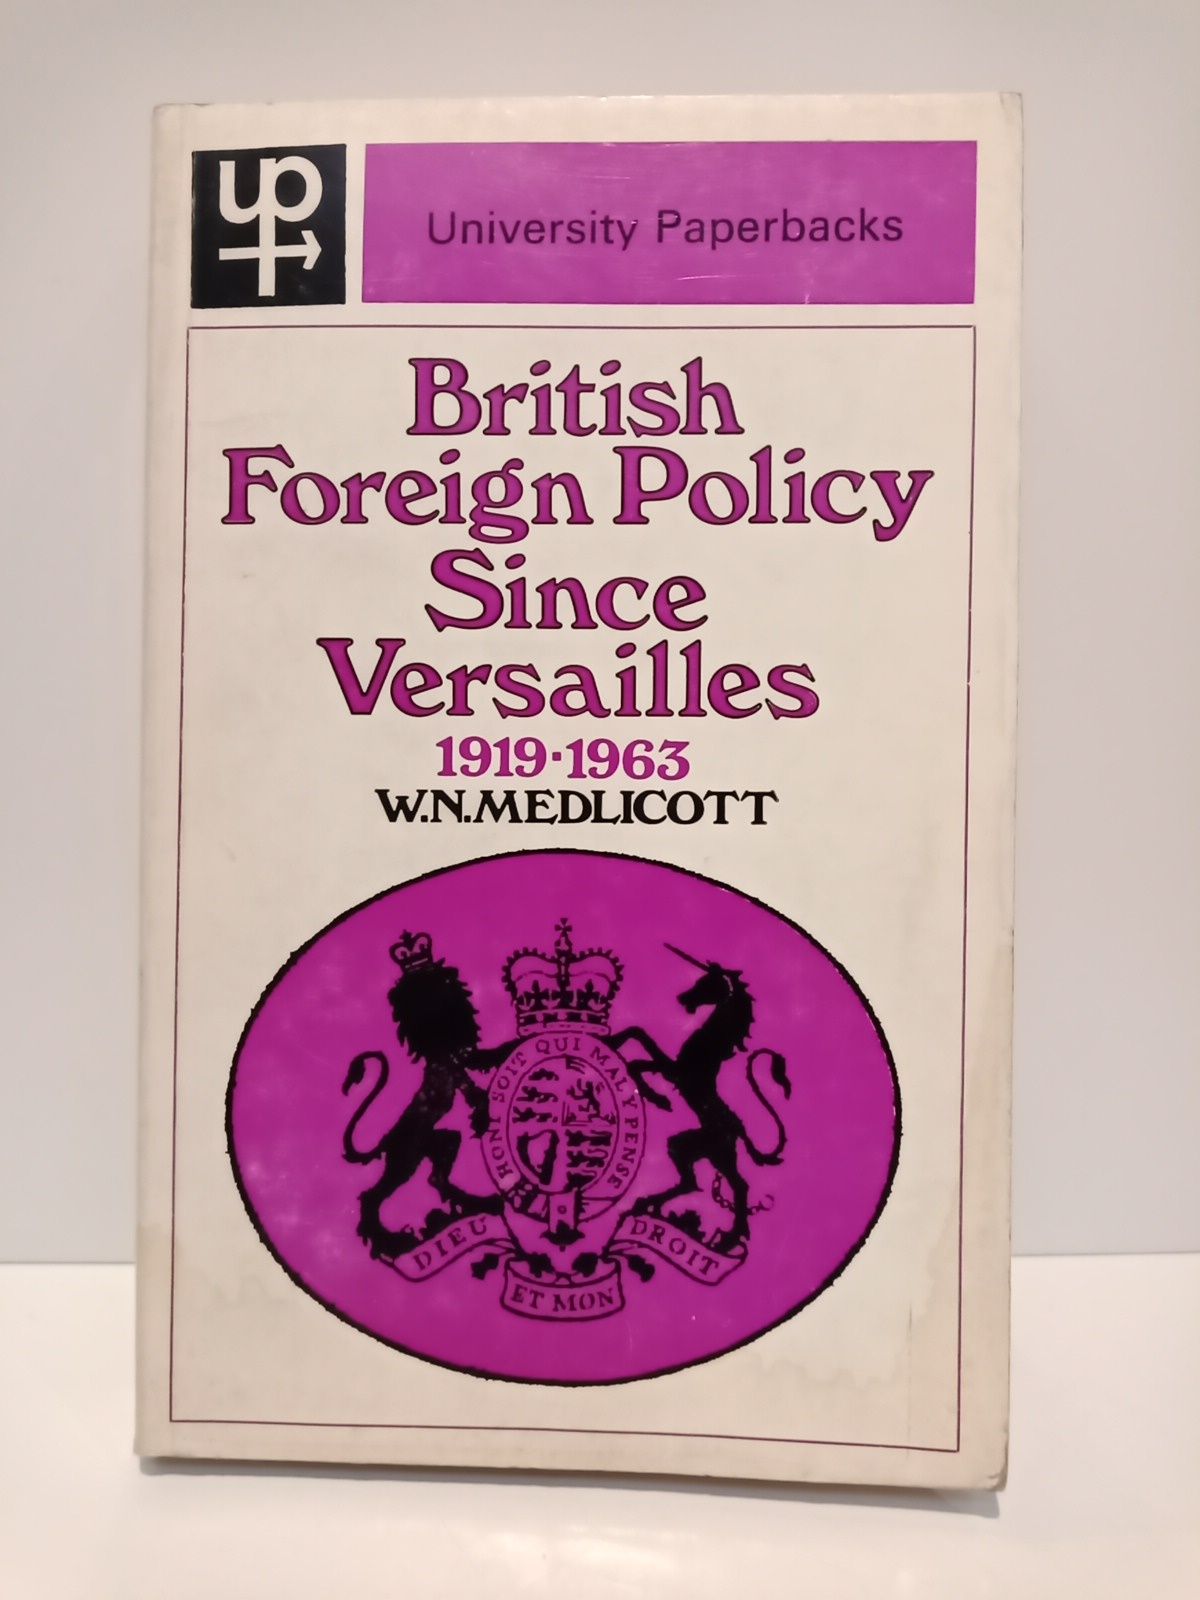 up
University Paperbacks
British
Foreign Policy
Since
Versailles
1919·1963
W.N.MEDLICOTT
HONI SOIT QUI MAL Y PENSE
DIEU
ET MON
DROIT